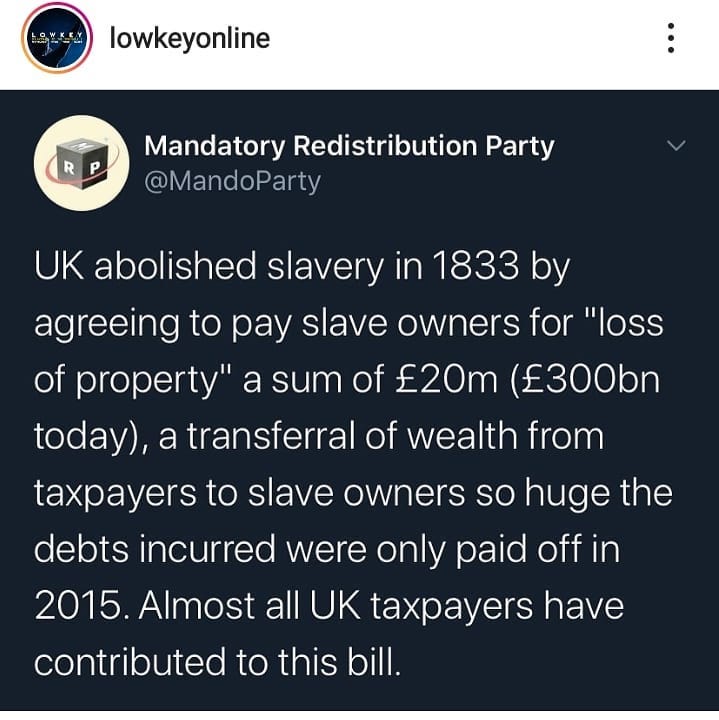 LOWKEY
lowkeyonline
M
R P
Mandatory Redistribution Party
@MandoParty
UK abolished slavery in 1833 by
agreeing to pay slave owners for "loss
of property" a sum of £20m (£300bn
today), a transferral of wealth from
taxpayers to slave owners so huge the
debts incurred were only paid off in
2015. Almost all UK taxpayers have
contributed to this bill.